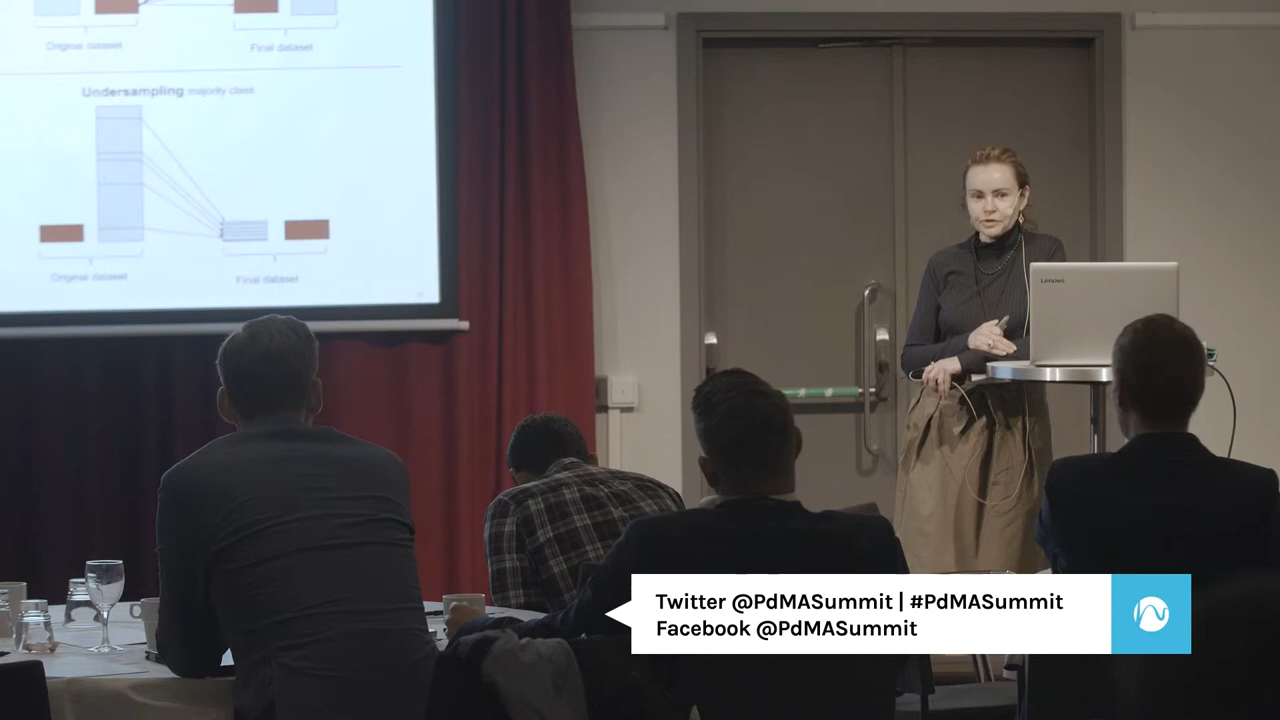 Original dataset
Final dataset
Undersampling majority class
Original dataset
Final dataset
Lenovo
Twitter @PdMASummit | #PdMASummit
Facebook @PdMASummit